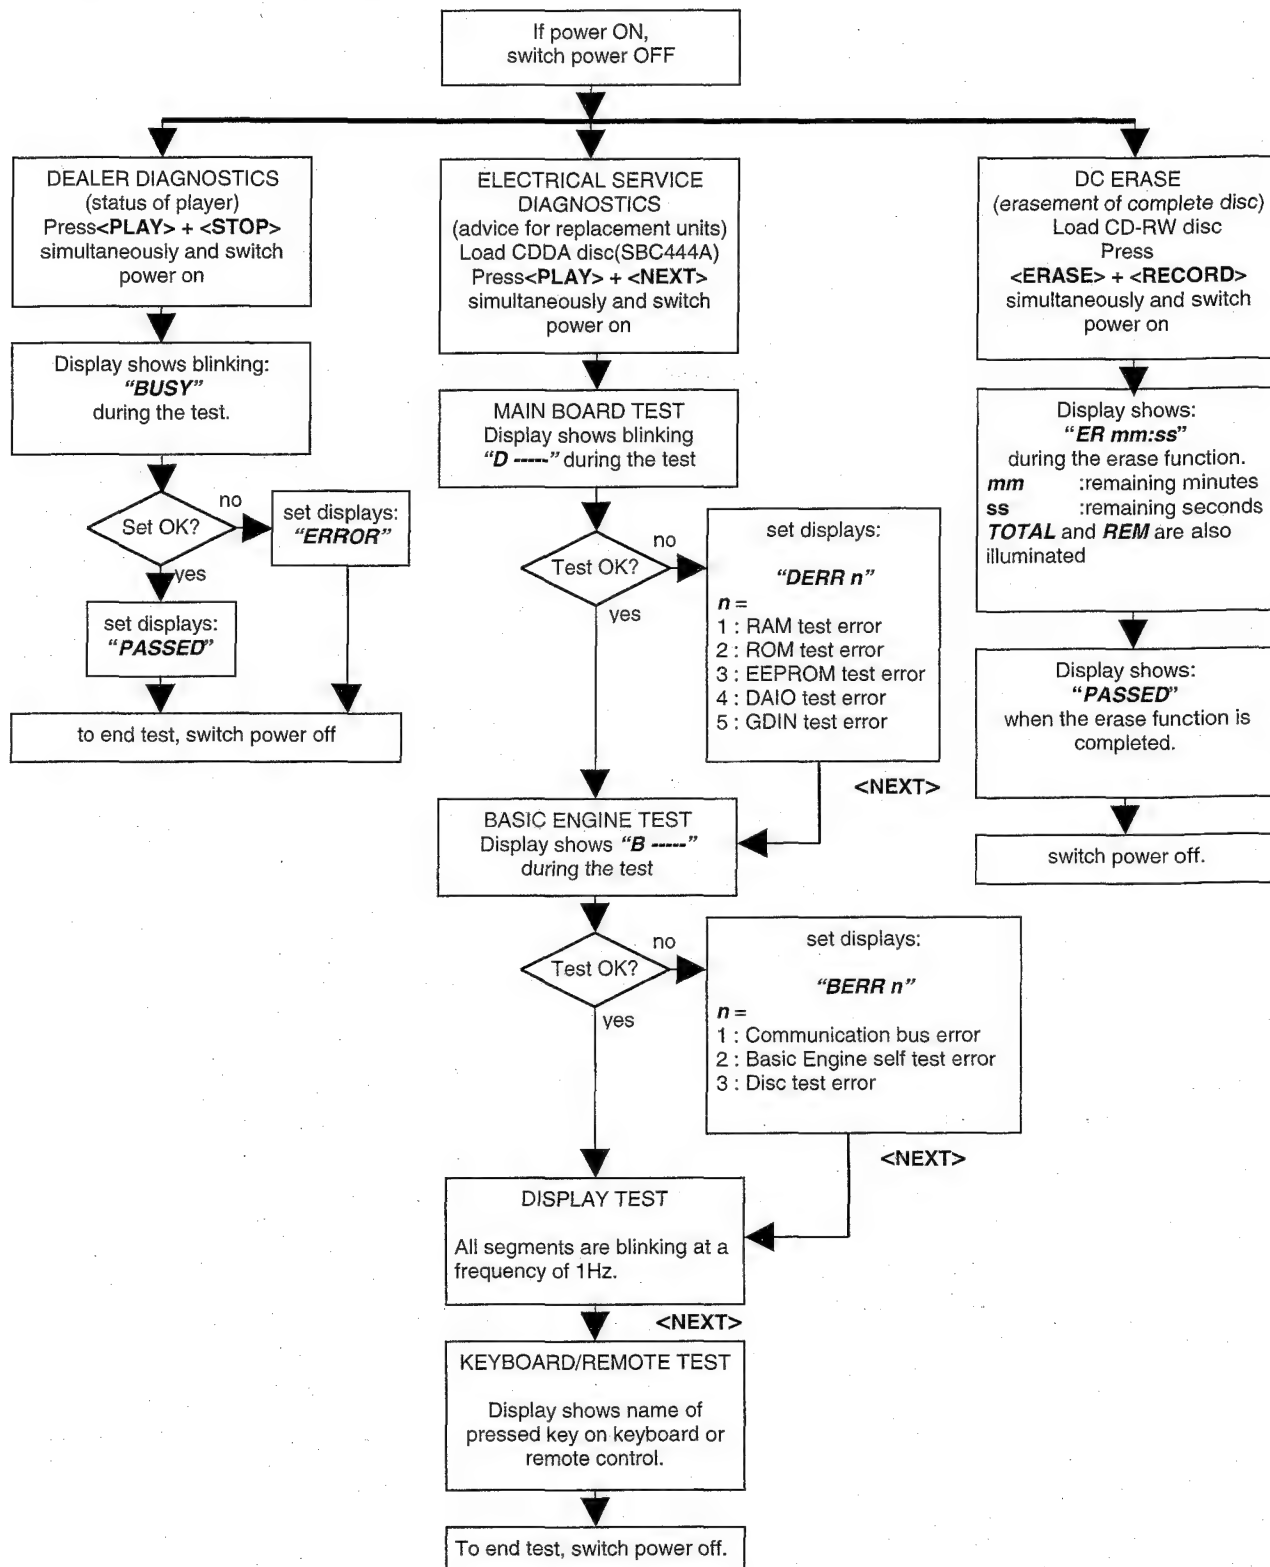 If power ON,
switch power OFF
DEALER DIAGNOSTICS
(status of player)
Press<PLAY> + <STOP>
simultaneously and switch
power on
Display shows blinking:
“BUSY”
during the test.
Set OK?
no
yes
set displays:
“ERROR”
set displays:
“PASSED”
to end test, switch power off
ELECTRICAL SERVICE
DIAGNOSTICS
(advice for replacement units)
Load CDDA disc(SBC444A)
Press<PLAY> + <NEXT>
simultaneously and switch
power on
MAIN BOARD TEST
Display shows blinking
“D -----” during the test
Test OK?
no
yes
set displays:
“DERR n”
n =
1 : RAM test error
2 : ROM test error
3 : EEPROM test error
4 : DAIO test error
5 : GDIN test error
<NEXT>
BASIC ENGINE TEST
Display shows “B -----”
during the test
Test OK?
no
yes
set displays:
“BERR n”
n =
1 : Communication bus error
2 : Basic Engine self test error
3 : Disc test error
<NEXT>
DISPLAY TEST
All segments are blinking at a
frequency of 1Hz.
<NEXT>
KEYBOARD/REMOTE TEST
Display shows name of
pressed key on keyboard or
remote control.
To end test, switch power off.
DC ERASE
(erasement of complete disc)
Load CD-RW disc
Press
<ERASE> + <RECORD>
simultaneously and switch
power on
Display shows:
“ER mm:ss”
during the erase function.
mm :remaining minutes
ss :remaining seconds
TOTAL and REM are also
illuminated
Display shows:
“PASSED”
when the erase function is
completed.
switch power off.